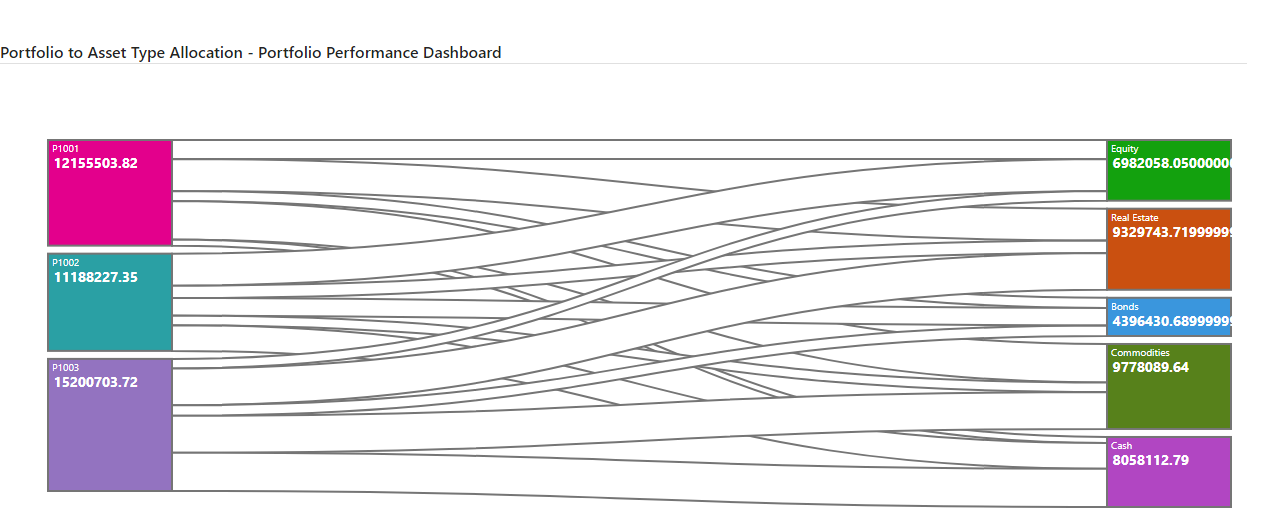 Portfolio to Asset Type Allocation - Portfolio Performance Dashboard
P1001
12155503.82
P1002
11188227.35
P1003
15200703.72
Equity
6982058.0500000
Real Estate
9329743.7199999
Bonds
4396430.6899999
Commodities
9778089.64
Cash
8058112.79